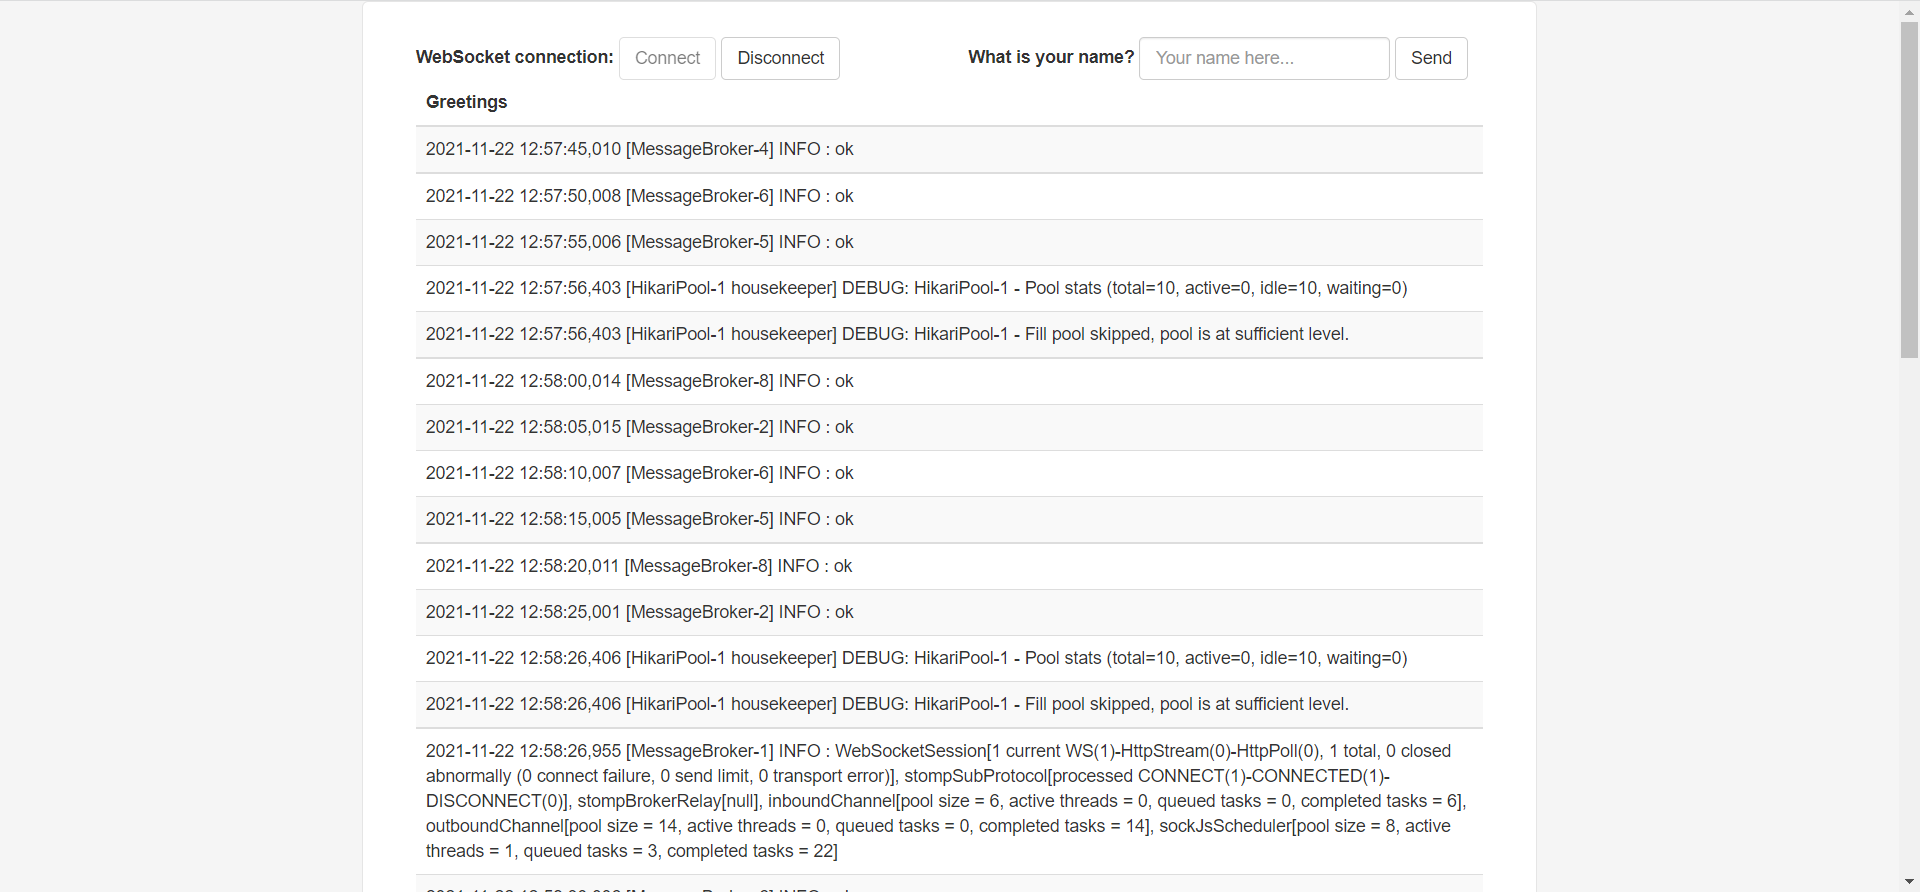 WebSocket connection: Connect Disconnect What is your name? Your name here... Send
Greetings
2021-11-22 12:57:45,010 [MessageBroker-4] INFO : ok
2021-11-22 12:57:50,008 [MessageBroker-6] INFO : ok
2021-11-22 12:57:55,006 [MessageBroker-5] INFO : ok
2021-11-22 12:57:56,403 [HikariPool-1 housekeeper] DEBUG: HikariPool-1 - Pool stats (total=10, active=0, idle=10, waiting=0)
2021-11-22 12:57:56,403 [HikariPool-1 housekeeper] DEBUG: HikariPool-1 - Fill pool skipped, pool is at sufficient level.
2021-11-22 12:58:00,014 [MessageBroker-8] INFO : ok
2021-11-22 12:58:05,015 [MessageBroker-2] INFO : ok
2021-11-22 12:58:10,007 [MessageBroker-6] INFO : ok
2021-11-22 12:58:15,005 [MessageBroker-5] INFO : ok
2021-11-22 12:58:20,011 [MessageBroker-8] INFO : ok
2021-11-22 12:58:25,001 [MessageBroker-2] INFO : ok
2021-11-22 12:58:26,406 [HikariPool-1 housekeeper] DEBUG: HikariPool-1 - Pool stats (total=10, active=0, idle=10, waiting=0)
2021-11-22 12:58:26,406 [HikariPool-1 housekeeper] DEBUG: HikariPool-1 - Fill pool skipped, pool is at sufficient level.
2021-11-22 12:58:26,955 [MessageBroker-1] INFO : WebSocketSession[1 current WS(1)-HttpStream(0)-HttpPoll(0), 1 total, 0 closed
abnormally (0 connect failure, 0 send limit, 0 transport error)], stompSubProtocol[processed CONNECT(1)-CONNECTED(1)-
DISCONNECT(0)], stompBrokerRelay[null], inboundChannel[pool size = 6, active threads = 0, queued tasks = 0, completed tasks = 6],
outboundChannel[pool size = 14, active threads = 0, queued tasks = 0, completed tasks = 14], sockJsScheduler[pool size = 8, active
threads = 1, queued tasks = 3, completed tasks = 22]